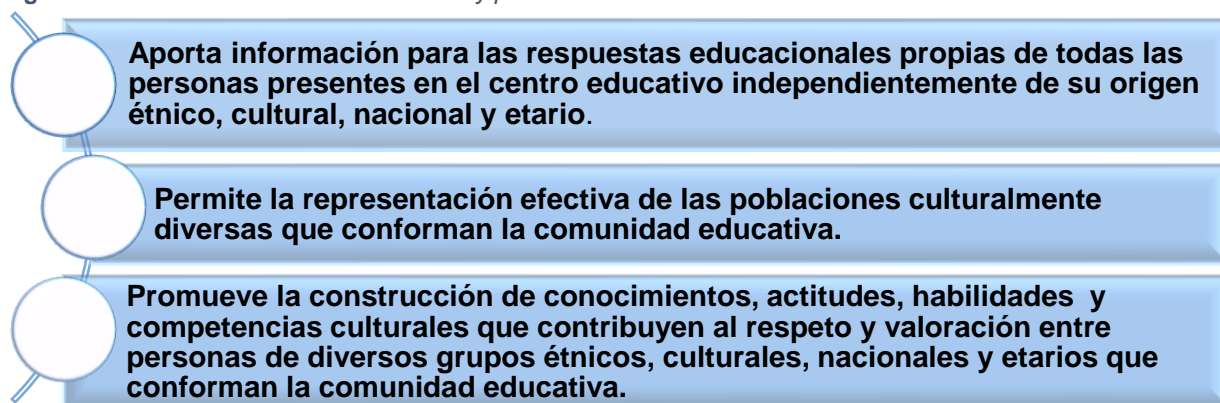 Aporta información para las respuestas educacionales propias de todas las
personas presentes en el centro educativo independientemente de su origen
étnico, cultural, nacional y etario.
Permite la representación efectiva de las poblaciones culturalmente
diversas que conforman la comunidad educativa.
Promueve la construcción de conocimientos, actitudes, habilidades y
competencias culturales que contribuyen al respeto y valoración entre
personas de diversos grupos étnicos, culturales, nacionales y etarios que
conforman la comunidad educativa.